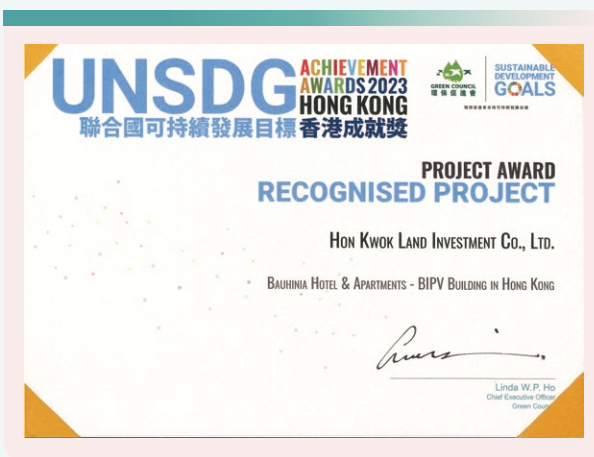 UNSDG
ACHIEVEMENT
AWARDS 2023
HONG KONG
聯合國可持續發展目標 香港成就獎
GREEN COUNCIL
環保促進會
SUSTAINABLE
DEVELOPMENT
GOALS
PROJECT AWARD
RECOGNISED PROJECT
HON KWOK LAND INVESTMENT CO., LTD.
BAUHINIA HOTEL & APARTMENTS - BIPV BUILDING IN HONG KONG
Linda W.P. Ho
Chief Executive Officer
Green